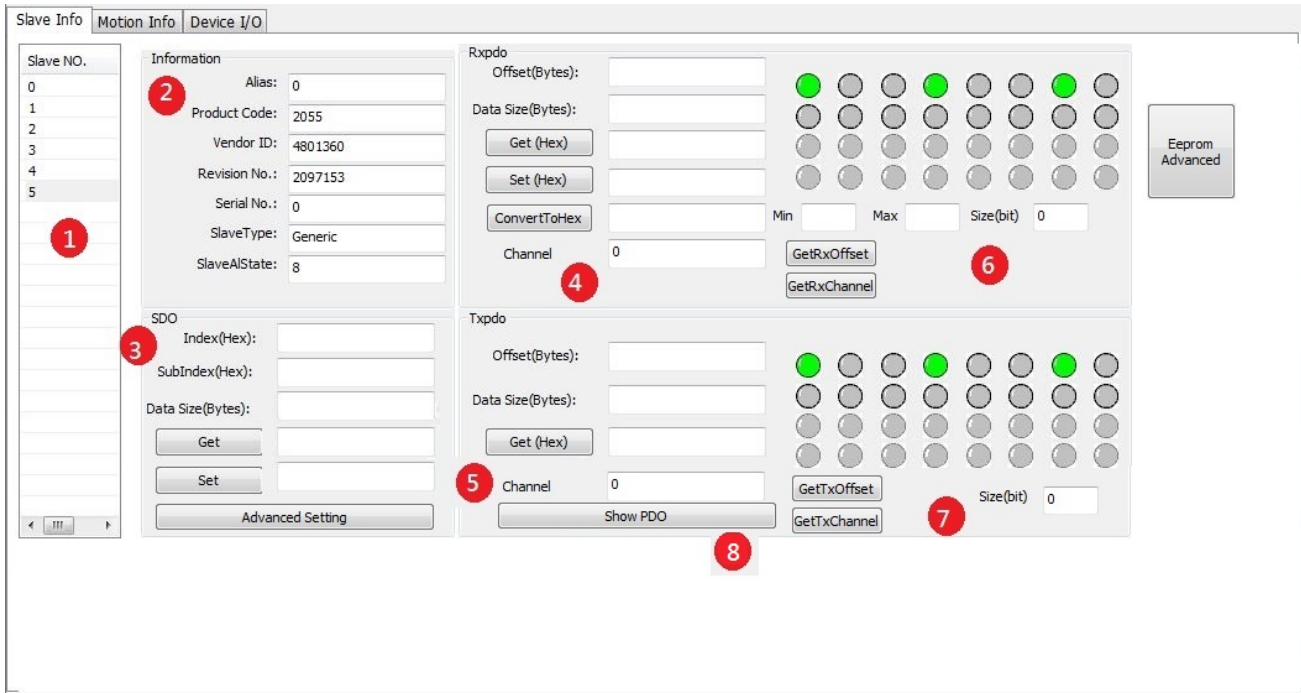 Slave Info Motion Info Device I/O
Slave NO.
0
1
2
3
4
5
1
Information
2
Alias: 0
Product Code: 2055
Vendor ID: 4801360
Revision No.: 2097153
Serial No.: 0
SlaveType: Generic
SlaveAlState: 8
SDO
3
Index(Hex):
SubIndex(Hex):
Data Size(Bytes):
Get
Set
Advanced Setting
Rxpdo
Offset(Bytes):
Data Size(Bytes):
Get (Hex)
Set (Hex)
ConvertToHex
Min Max Size(bit) 0
Channel 0
GetRxOffset
GetRxChannel
4
6
Txpdo
Offset(Bytes):
Data Size(Bytes):
Get (Hex)
5
Channel 0
GetTxOffset
Size(bit) 0
Show PDO
GetTxChannel
7
8
Eeprom
Advanced